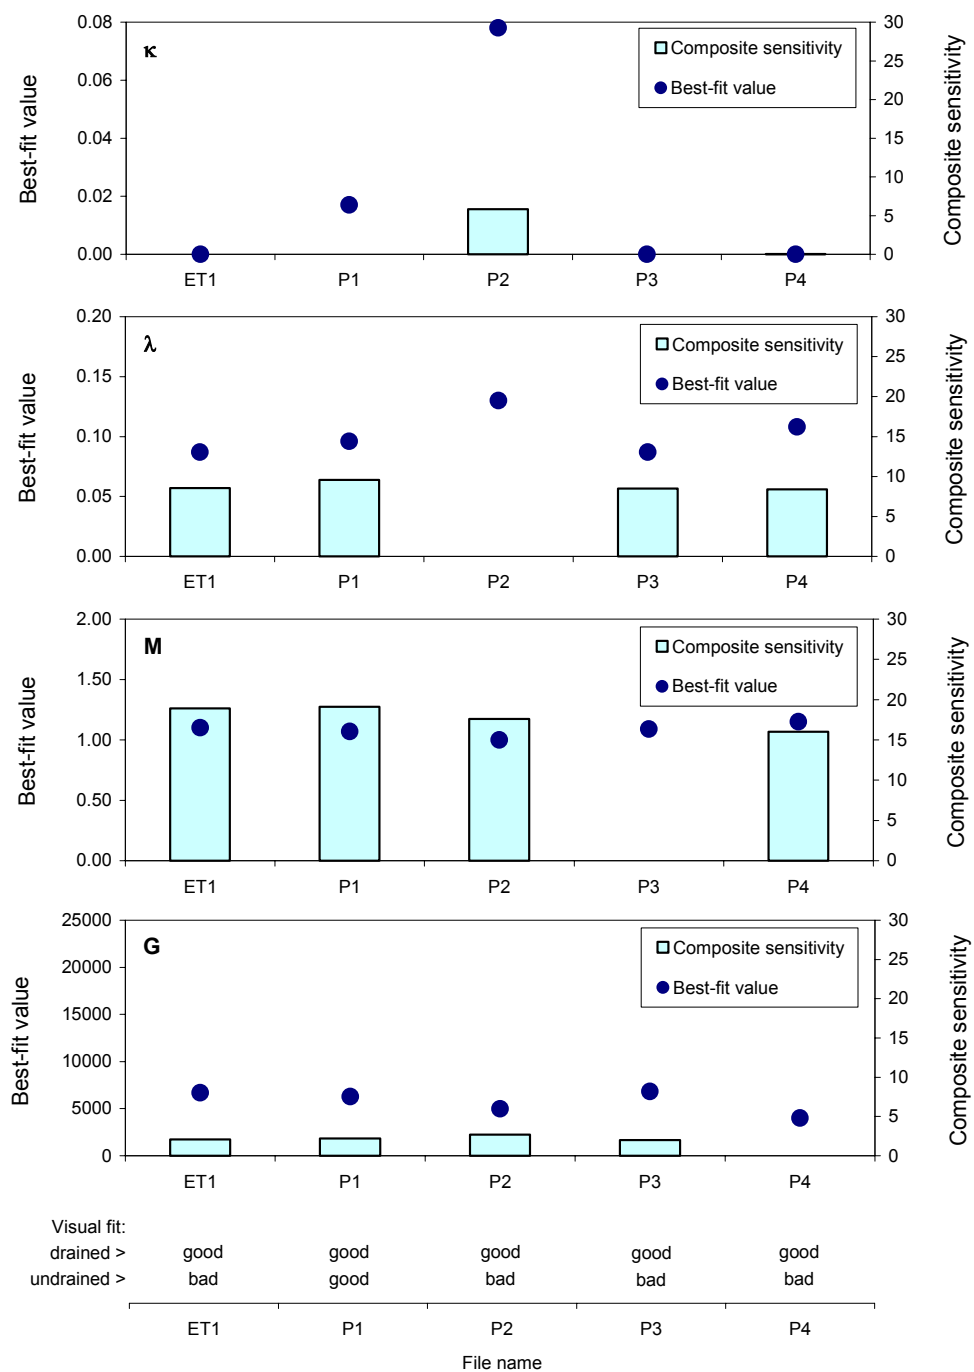 κ
Composite sensitivity
Best-fit value
Best-fit value
Composite sensitivity
0.08
0.06
0.04
0.02
0.00
30
25
20
15
10
5
0
ET1 P1 P2 P3 P4
λ
Composite sensitivity
Best-fit value
Best-fit value
Composite sensitivity
0.20
0.15
0.10
0.05
0.00
30
25
20
15
10
5
0
ET1 P1 P2 P3 P4
M
Composite sensitivity
Best-fit value
Best-fit value
Composite sensitivity
2.00
1.50
1.00
0.50
0.00
30
25
20
15
10
5
0
ET1 P1 P2 P3 P4
G
Composite sensitivity
Best-fit value
Best-fit value
Composite sensitivity
25000
20000
15000
10000
5000
0
30
25
20
15
10
5
0
ET1 P1 P2 P3 P4
Visual fit:
drained > good good good good good
undrained > bad good bad bad bad
ET1 P1 P2 P3 P4
File name